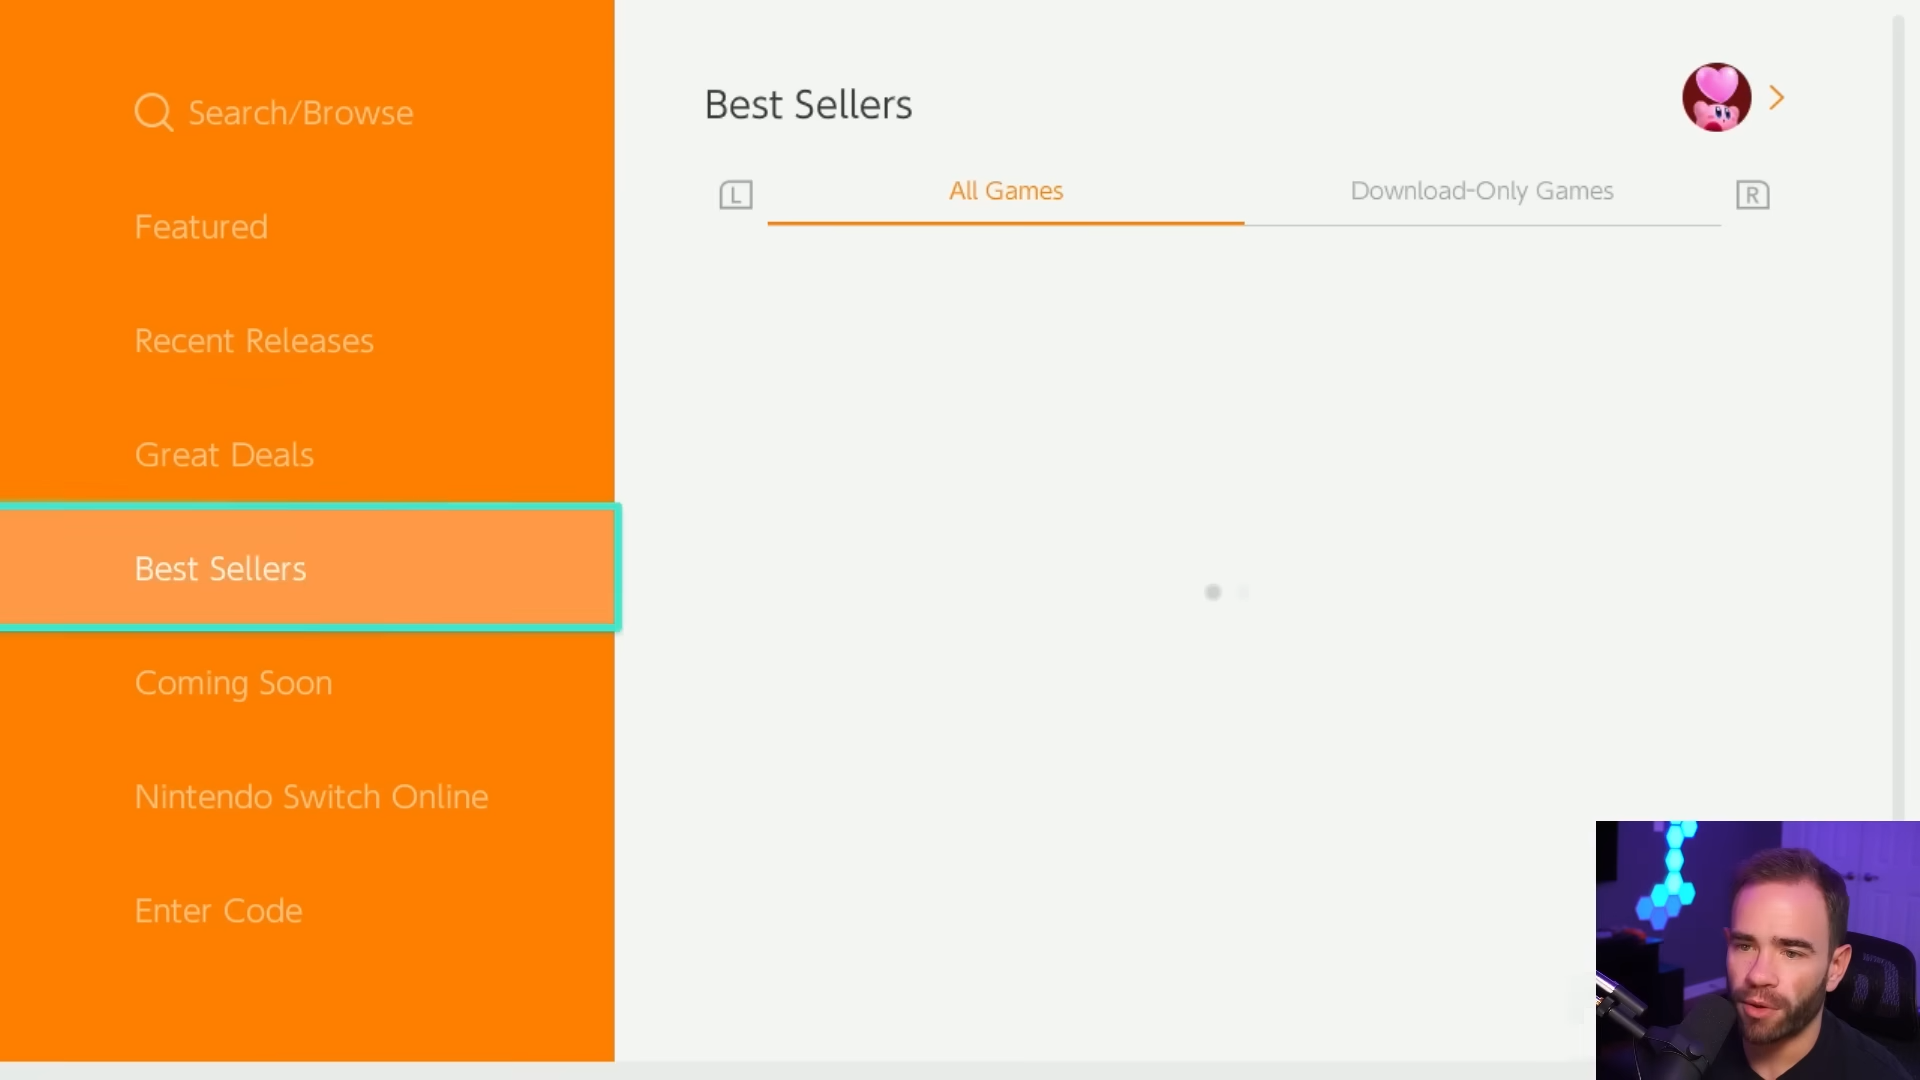 Search/Browse
Featured
Recent Releases
Great Deals
Best Sellers
Coming Soon
Nintendo Switch Online
Enter Code
Best Sellers
L
All Games
Download-Only Games
R